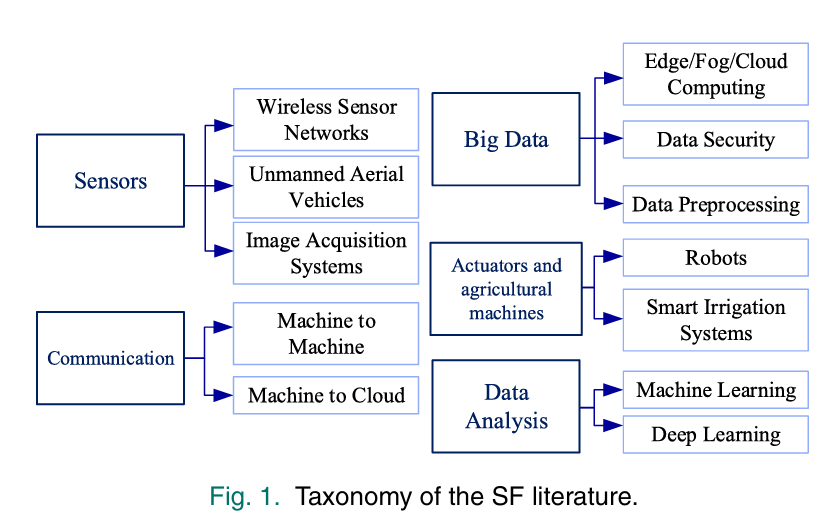 Sensors
Wireless Sensor
Networks
Unmanned Aerial
Vehicles
Image Acquisition
Systems
Communication
Machine to
Machine
Machine to Cloud
Big Data
Edge/Fog/Cloud
Computing
Data Security
Data Preprocessing
Actuators and
agricultural
machines
Robots
Smart Irrigation
Systems
Data
Analysis
Machine Learning
Deep Learning
Fig. 1. Taxonomy of the SF literature.